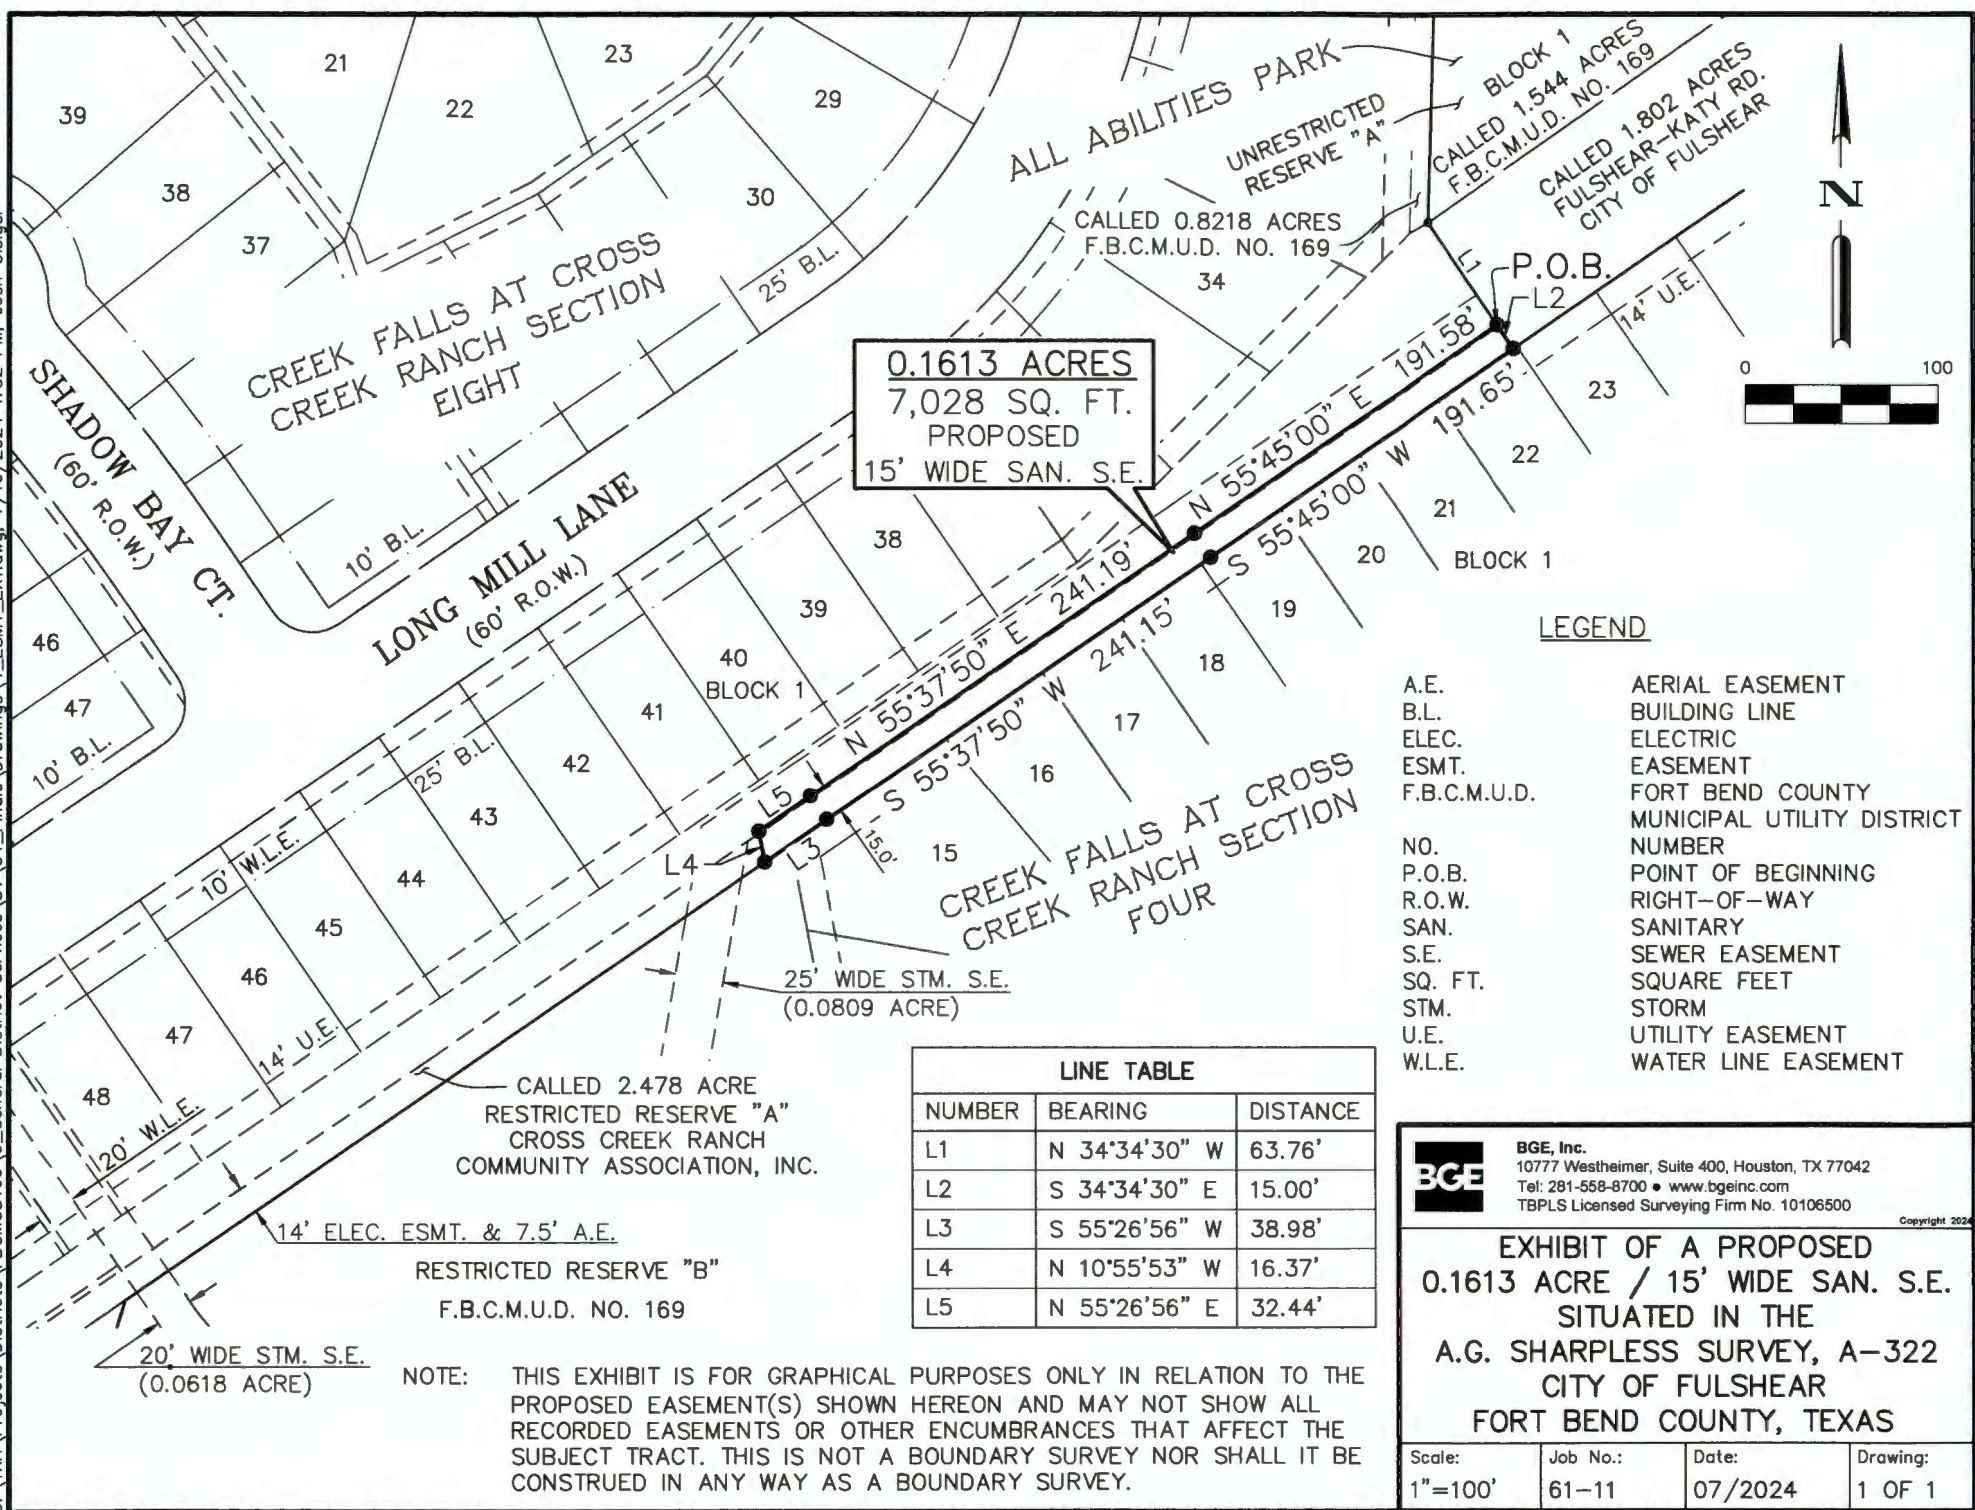 39
21
22
23
29
38
37
30
ALL ABILITIES PARK
UNRESTRICTED
RESERVE "A"
BLOCK 1
CALLED 1.544 ACRES
F.B.C.M.U.D. NO. 169
CALLED 1.802 ACRES
FULSHEAR-KATY RD.
CITY OF FULSHEAR
CALLED 0.8218 ACRES
F.B.C.M.U.D. NO. 169
34
N
0 100
L1
P.O.B.
L2
14' U.E.
CREEK FALLS AT CROSS
CREEK RANCH SECTION
EIGHT
25' B.L.
SHADOW BAY CT.
(60' R.O.W.)
10' B.L.
LONG MILL LANE
(60' R.O.W.)
0.1613 ACRES
7,028 SQ. FT.
PROPOSED
15' WIDE SAN. S.E.
N 55°45'00" E 191.58'
S 55°45'00" W 191.65'
N 55°37'50" E 241.19'
S 55°37'50" W 241.15'
23
22
21
20
BLOCK 1
19
18
17
16
15
38
39
40
BLOCK 1
41
42
43
44
45
46
47
48
46
47
10' B.L.
25' B.L.
10' W.L.E.
14' U.E.
20' W.L.E.
L5
L4
L3
15.0'
CREEK FALLS AT CROSS
CREEK RANCH SECTION
FOUR
25' WIDE STM. S.E.
(0.0809 ACRE)
CALLED 2.478 ACRE
RESTRICTED RESERVE "A"
CROSS CREEK RANCH
COMMUNITY ASSOCIATION, INC.
14' ELEC. ESMT. & 7.5' A.E.
RESTRICTED RESERVE "B"
F.B.C.M.U.D. NO. 169
20' WIDE STM. S.E.
(0.0618 ACRE)
LEGEND
A.E. AERIAL EASEMENT
B.L. BUILDING LINE
ELEC. ELECTRIC
ESMT. EASEMENT
F.B.C.M.U.D. FORT BEND COUNTY
MUNICIPAL UTILITY DISTRICT
NO. NUMBER
P.O.B. POINT OF BEGINNING
R.O.W. RIGHT-OF-WAY
SAN. SANITARY
S.E. SEWER EASEMENT
SQ. FT. SQUARE FEET
STM. STORM
U.E. UTILITY EASEMENT
W.L.E. WATER LINE EASEMENT
LINE TABLE
NUMBER BEARING DISTANCE
L1 N 34°34'30" W 63.76'
L2 S 34°34'30" E 15.00'
L3 S 55°26'56" W 38.98'
L4 N 10°55'53" W 16.37'
L5 N 55°26'56" E 32.44'
NOTE: THIS EXHIBIT IS FOR GRAPHICAL PURPOSES ONLY IN RELATION TO THE
PROPOSED EASEMENT(S) SHOWN HEREON AND MAY NOT SHOW ALL
RECORDED EASEMENTS OR OTHER ENCUMBRANCES THAT AFFECT THE
SUBJECT TRACT. THIS IS NOT A BOUNDARY SURVEY NOR SHALL IT BE
CONSTRUED IN ANY WAY AS A BOUNDARY SURVEY.
BGE
BGE, Inc.
10777 Westheimer, Suite 400, Houston, TX 77042
Tel: 281-558-8700 ● www.bgeinc.com
TBPLS Licensed Surveying Firm No. 10106500
Copyright 2024
EXHIBIT OF A PROPOSED
0.1613 ACRE / 15' WIDE SAN. S.E.
SITUATED IN THE
A.G. SHARPLESS SURVEY, A-322
CITY OF FULSHEAR
FORT BEND COUNTY, TEXAS
Scale: Job No.: Date: Drawing:
1"=100' 61-11 07/2024 1 OF 1